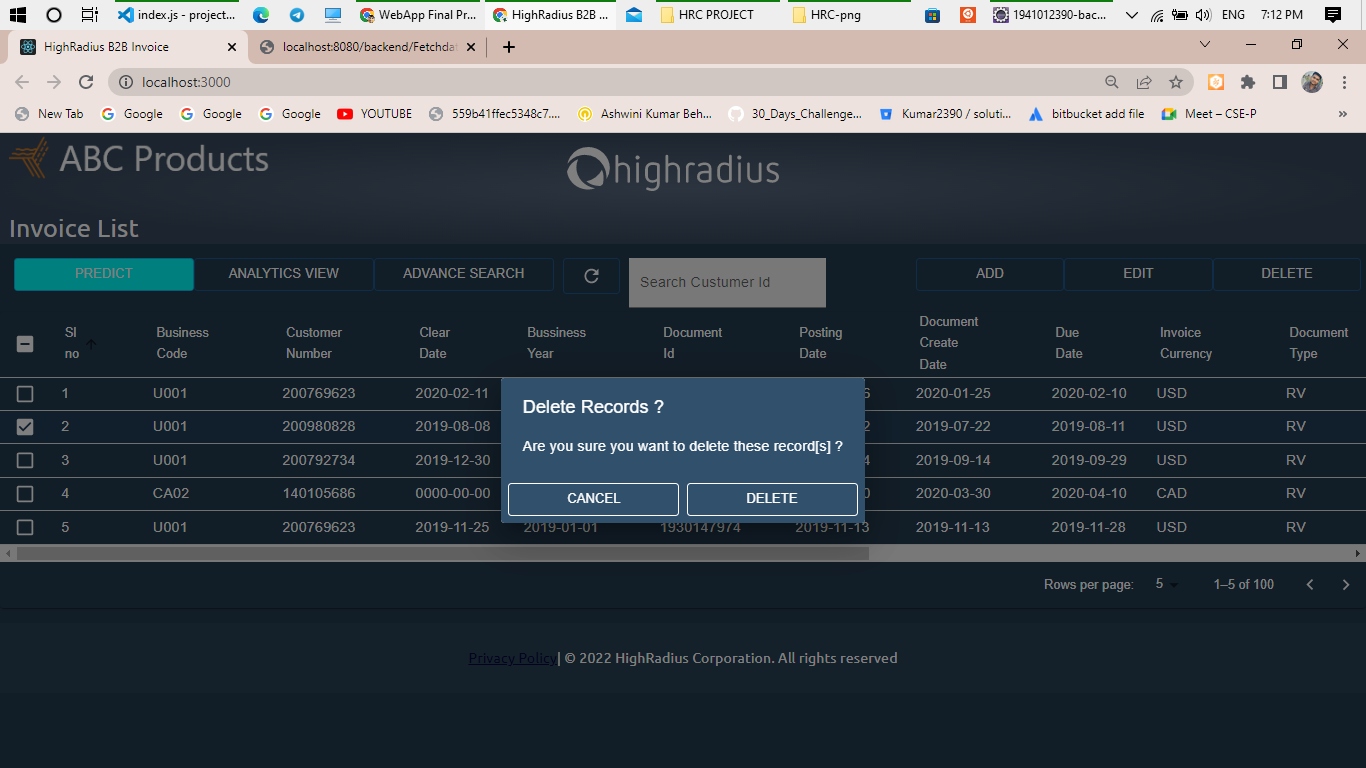 index.js - project...
WebApp Final Pr...
HighRadius B2B ...
HRC PROJECT
HRC-png
1941012390-bac...
ENG
7:12 PM
HighRadius B2B Invoice
localhost:8080/backend/Fetchdat
localhost:3000
New Tab
Google
Google
Google
YOUTUBE
559b41ffec5348c7....
Ashwini Kumar Beh...
30_Days_Challenge...
Kumar2390 / soluti...
bitbucket add file
Meet – CSE-P
»
ABC Products
highradius
Invoice List
PREDICT
ANALYTICS VIEW
ADVANCE SEARCH
Search Custumer Id
ADD
EDIT
DELETE
Sl no
Business Code
Customer Number
Clear Date
Bussiness Year
Document Id
Posting Date
Document Create Date
Due Date
Invoice Currency
Document Type
1 U001 200769623 2020-02-11 6 2020-01-25 2020-02-10 USD RV
2 U001 200980828 2019-08-08 2 2019-07-22 2019-08-11 USD RV
3 U001 200792734 2019-12-30 4 2019-09-14 2019-09-29 USD RV
4 CA02 140105686 0000-00-00 0 2020-03-30 2020-04-10 CAD RV
5 U001 200769623 2019-11-25 2019-01-01 1930147974 2019-11-13 2019-11-13 2019-11-28 USD RV
Delete Records ?
Are you sure you want to delete these record[s] ?
CANCEL
DELETE
Rows per page: 5 1–5 of 100
Privacy Policy| © 2022 HighRadius Corporation. All rights reserved